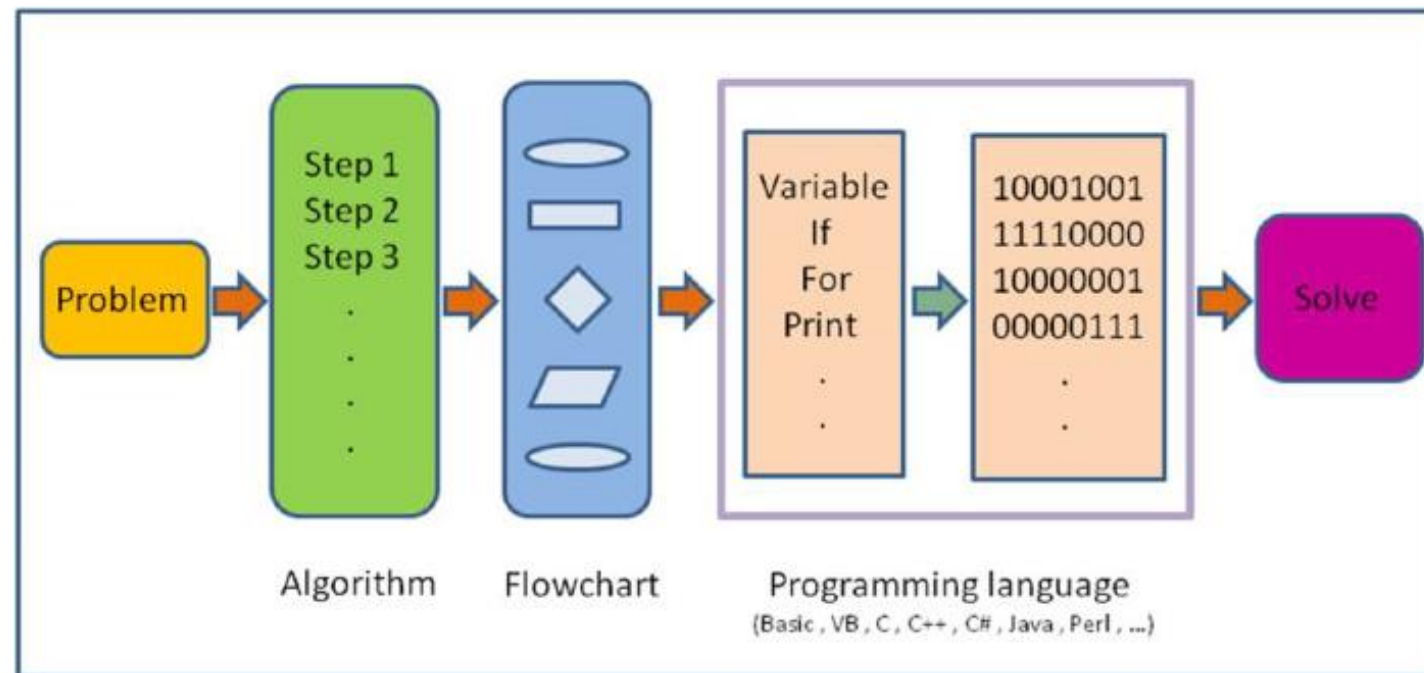 Problem
Step 1
Step 2
Step 3
.
.
.
.
Variable
If
For
Print
.
.
10001001
11110000
10000001
00000111
.
.
Solve
Algorithm
Flowchart
Programming language
(Basic , VB , C , C++ , C# , Java , Perl , ...)